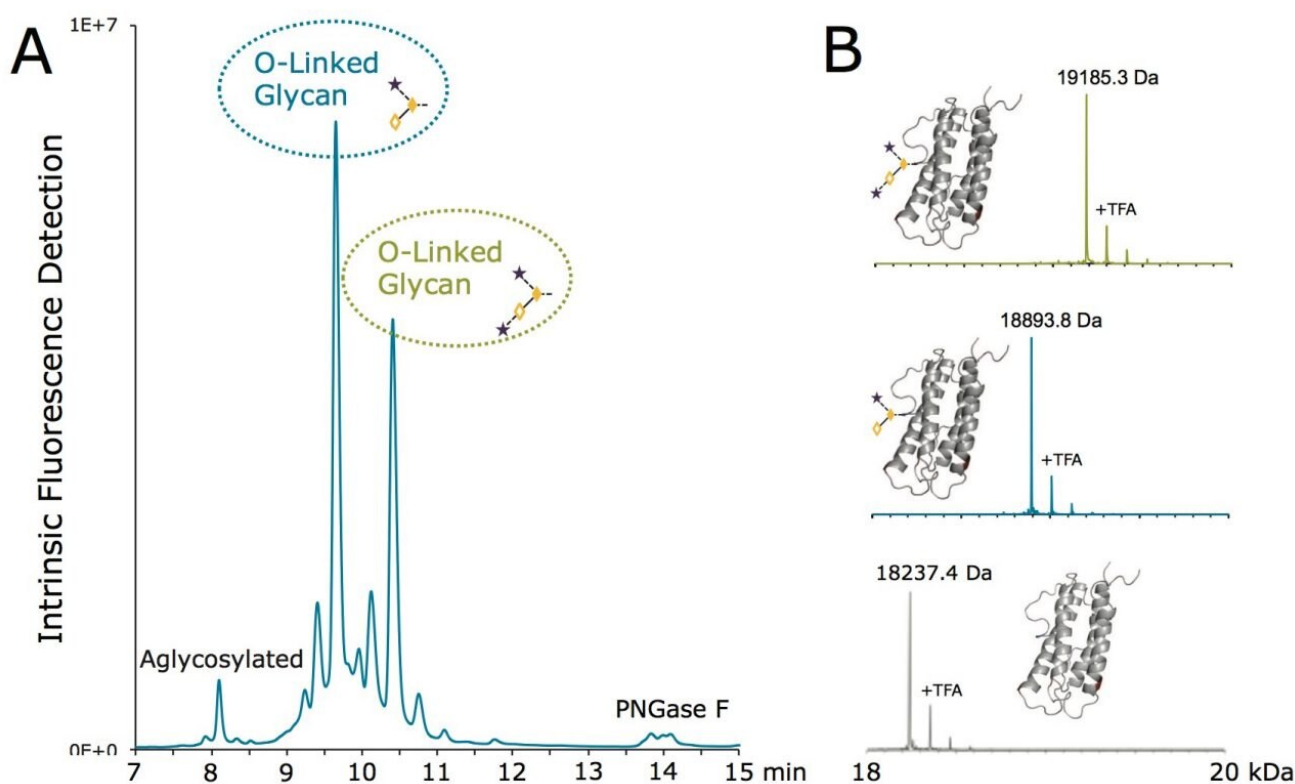 A
1E+7
Intrinsic Fluorescence Detection
O-Linked
Glycan
O-Linked
Glycan
Aglycosylated
PNGase F
0E+0
7 8 9 10 11 12 13 14 15 min
B
19185.3 Da
+TFA
18893.8 Da
+TFA
18237.4 Da
+TFA
18 20 kDa